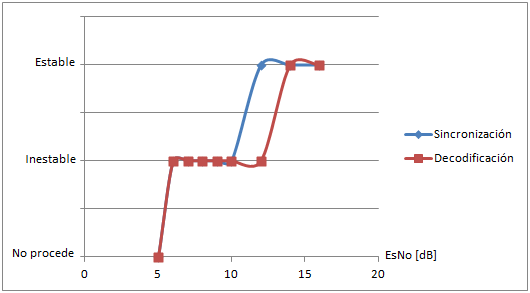 Estable
Inestable
No procede
0
5
10
15
20
EsNo [dB]
Sincronización
Decodificación